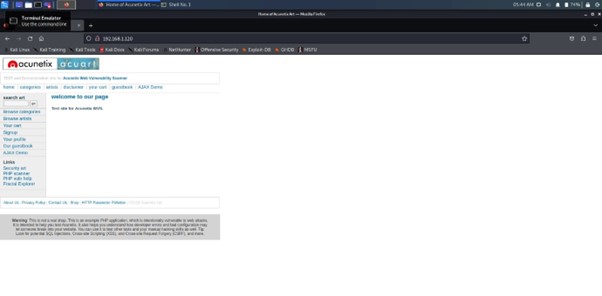 Home of Acunetix Art — ...
Shell No. 1
Terminal Emulator
Use the command line
Home of Acunetix Art — Mozilla Firefox
192.168.1.120
Kali Linux
Kali Training
Kali Tools
Kali Docs
Kali Forums
NetHunter
Offensive Security
Exploit-DB
GHDB
MSFU
acunetix acuart
TEST and Demonstration site for Acunetix Web Vulnerability Scanner
home | categories | artists | disclaimer | your cart | guestbook | AJAX Demo
search art
go
welcome to our page
Test site for Acunetix WVS.
Browse categories
Browse artists
Your cart
Signup
Your profile
Our guestbook
AJAX Demo
Links
Security art
PHP scanner
PHP vuln help
Fractal Explorer
About Us | Privacy Policy | Contact Us | Shop | HTTP Parameter Pollution |
Warning: This is not a real shop. This is an example PHP application, which is intentionally vulnerable to web attacks.
It is intended to help you test Acunetix. It also helps you understand how developer errors and bad configuration may
let someone break into your website. You can use it to test other tools and your manual hacking skills as well. Tip:
Look for potential SQL Injections, Cross-site Scripting (XSS), and Cross-site Request Forgery (CSRF), and more.